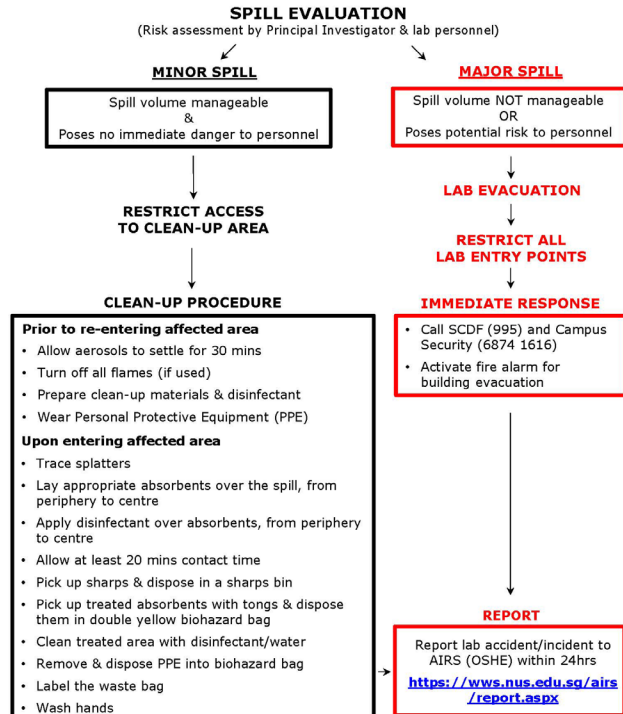 SPILL EVALUATION
(Risk assessment by Principal Investigator & lab personnel)
MINOR SPILL
Spill volume manageable
&
Poses no immediate danger to personnel
RESTRICT ACCESS
TO CLEAN-UP AREA
CLEAN-UP PROCEDURE
Prior to re-entering affected area
• Allow aerosols to settle for 30 mins
• Turn off all flames (if used)
• Prepare clean-up materials & disinfectant
• Wear Personal Protective Equipment (PPE)
Upon entering affected area
• Trace splatters
• Lay appropriate absorbents over the spill, from
periphery to centre
• Apply disinfectant over absorbents, from periphery
to centre
• Allow at least 20 mins contact time
• Pick up sharps & dispose in a sharps bin
• Pick up treated absorbents with tongs & dispose
them in double yellow biohazard bag
• Clean treated area with disinfectant/water
• Remove & dispose PPE into biohazard bag
• Label the waste bag
• Wash hands
MAJOR SPILL
Spill volume NOT manageable
OR
Poses potential risk to personnel
LAB EVACUATION
RESTRICT ALL
LAB ENTRY POINTS
IMMEDIATE RESPONSE
• Call SCDF (995) and Campus
Security (6874 1616)
• Activate fire alarm for
building evacuation
REPORT
Report lab accident/incident to
AIRS (OSHE) within 24hrs
https://wws.nus.edu.sg/airs
/report.aspx